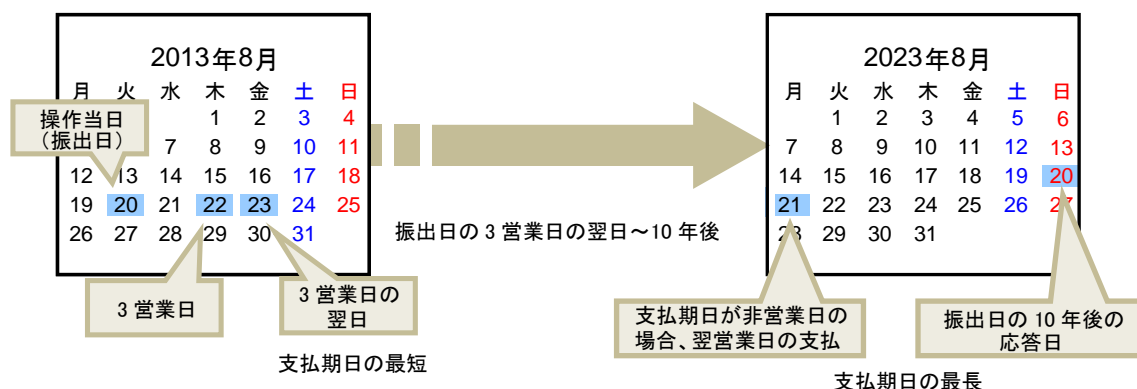 2013年8月
月 火 水 木 金 土 日
1 2 3 4
7 8 9 10 11
12 13 14 15 16 17 18
19 20 21 22 23 24 25
26 27 28 29 30 31
操作当日
（振出日）
3 営業日
3 営業日の
翌日
支払期日の最短
振出日の 3 営業日の翌日～10 年後
2023年8月
月 火 水 木 金 土 日
1 2 3 4 5 6
7 8 9 10 11 12 13
14 15 16 17 18 19 20
21 22 23 24 25 26 27
28 29 30 31
支払期日が非営業日の
場合、翌営業日の支払
振出日の 10 年後の
応答日
支払期日の最長